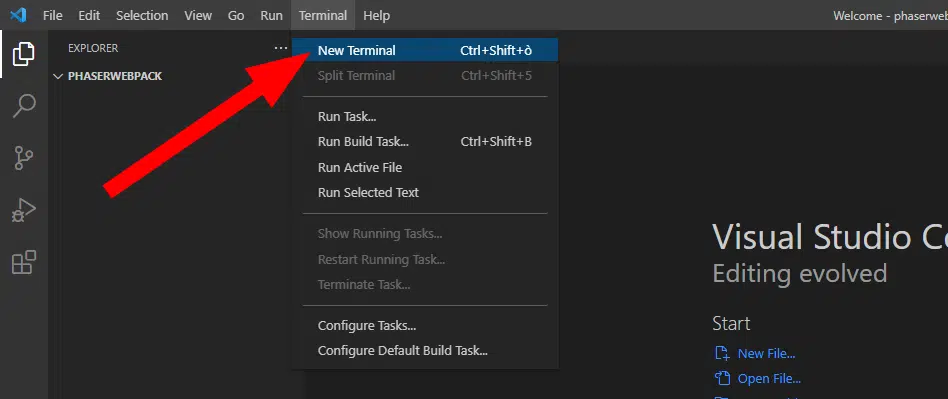 File Edit Selection View Go Run Terminal Help Welcome - phaserweb
EXPLORER
PHASERWEBPACK
New Terminal Ctrl+Shift+ò
Split Terminal Ctrl+Shift+5
Run Task...
Run Build Task... Ctrl+Shift+B
Run Active File
Run Selected Text
Show Running Tasks...
Restart Running Task...
Terminate Task...
Configure Tasks...
Configure Default Build Task...
Visual Studio Co
Editing evolved
Start
New File...
Open File...